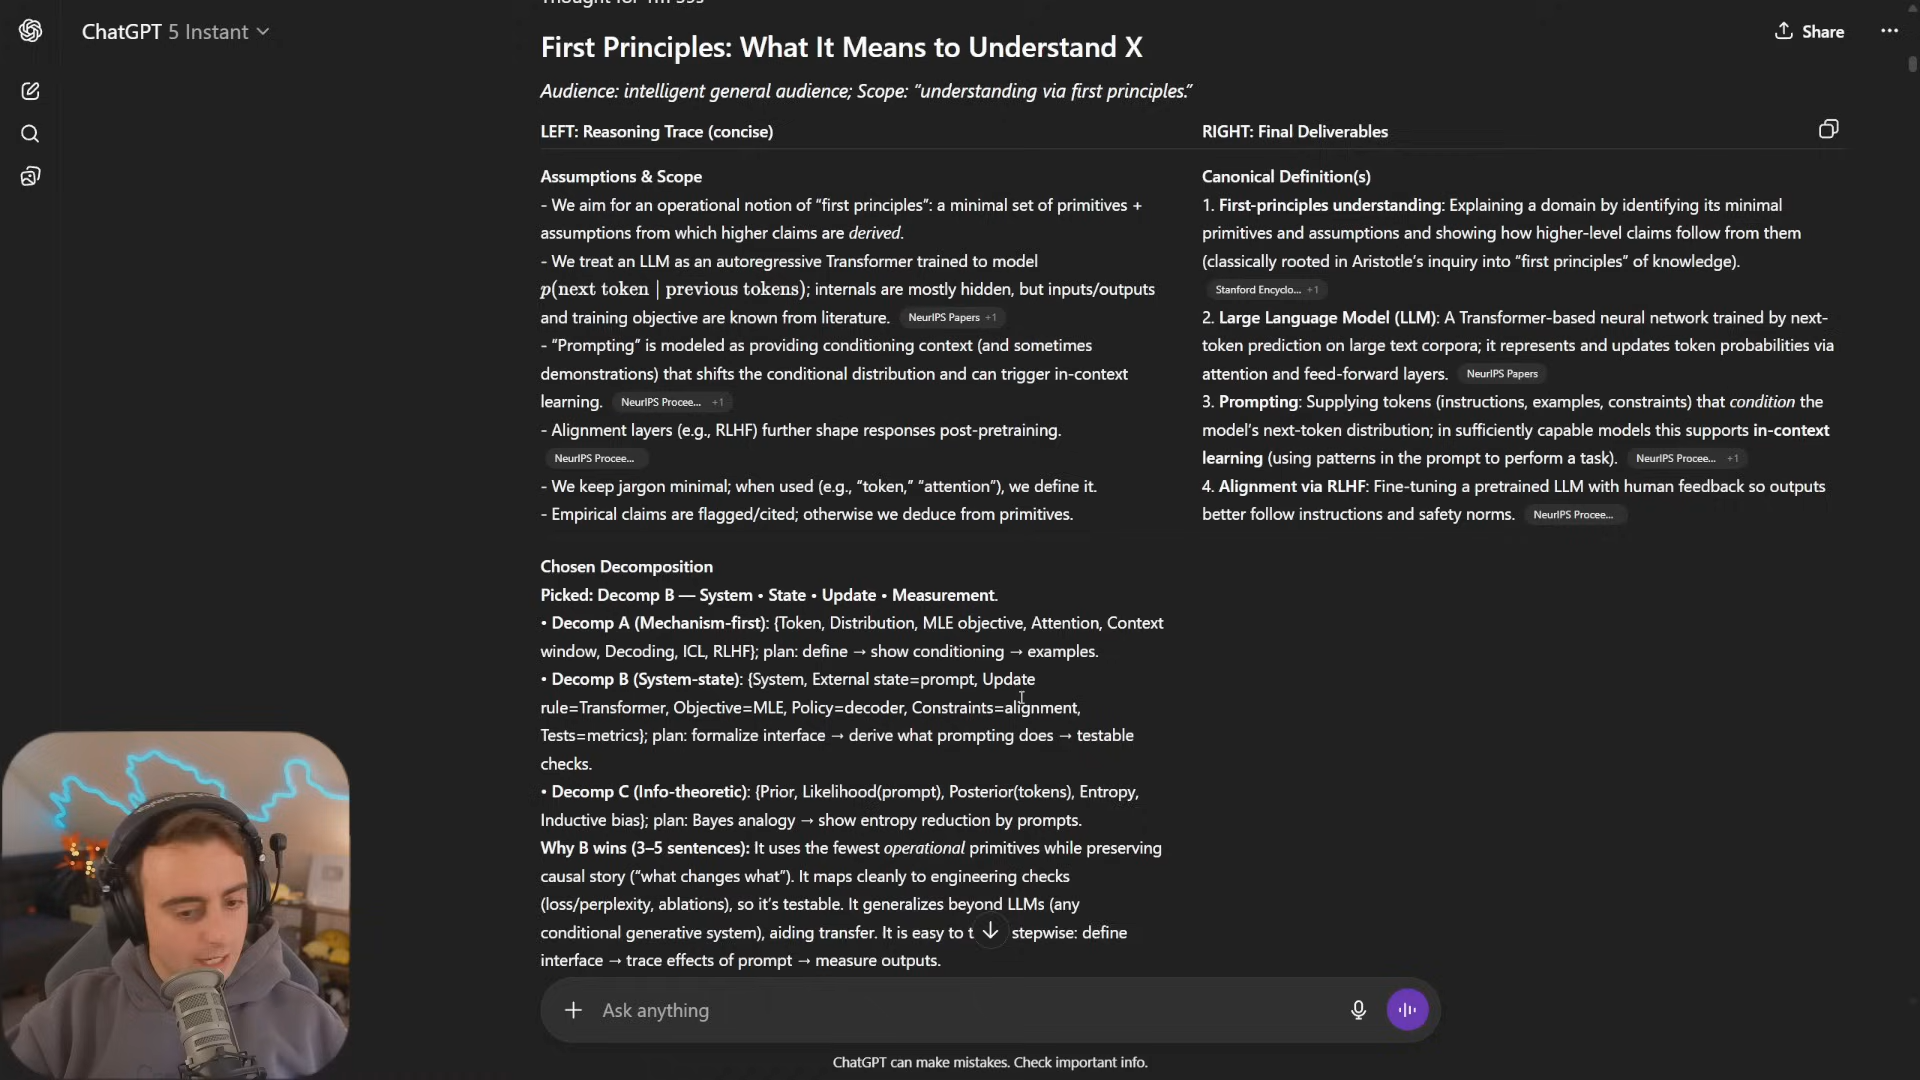 ChatGPT 5 Instant
Share
First Principles: What It Means to Understand X
Audience: intelligent general audience; Scope: “understanding via first principles.”
LEFT: Reasoning Trace (concise)
Assumptions & Scope
- We aim for an operational notion of “first principles”: a minimal set of primitives +
assumptions from which higher claims are derived.
- We treat an LLM as an autoregressive Transformer trained to model
p(next token | previous tokens); internals are mostly hidden, but inputs/outputs
and training objective are known from literature. NeurIPS Papers +1
- “Prompting” is modeled as providing conditioning context (and sometimes
demonstrations) that shifts the conditional distribution and can trigger in-context
learning. NeurIPS Procee... +1
- Alignment layers (e.g., RLHF) further shape responses post-pretraining.
NeurIPS Procee...
- We keep jargon minimal; when used (e.g., “token,” “attention”), we define it.
- Empirical claims are flagged/cited; otherwise we deduce from primitives.
Chosen Decomposition
Picked: Decomp B — System • State • Update • Measurement.
• Decomp A (Mechanism-first): {Token, Distribution, MLE objective, Attention, Context
window, Decoding, ICL, RLHF}; plan: define → show conditioning → examples.
• Decomp B (System-state): {System, External state=prompt, Update
rule=Transformer, Objective=MLE, Policy=decoder, Constraints=alignment,
Tests=metrics}; plan: formalize interface → derive what prompting does → testable
checks.
• Decomp C (Info-theoretic): {Prior, Likelihood(prompt), Posterior(tokens), Entropy,
Inductive bias}; plan: Bayes analogy → show entropy reduction by prompts.
Why B wins (3–5 sentences): It uses the fewest operational primitives while preserving
causal story (“what changes what”). It maps cleanly to engineering checks
(loss/perplexity, ablations), so it’s testable. It generalizes beyond LLMs (any
conditional generative system), aiding transfer. It is easy to stepwise: define
interface → trace effects of prompt → measure outputs.
RIGHT: Final Deliverables
Canonical Definition(s)
1. First-principles understanding: Explaining a domain by identifying its minimal
primitives and assumptions and showing how higher-level claims follow from them
(classically rooted in Aristotle’s inquiry into “first principles” of knowledge).
Stanford Encyclo... +1
2. Large Language Model (LLM): A Transformer-based neural network trained by next-
token prediction on large text corpora; it represents and updates token probabilities via
attention and feed-forward layers. NeurIPS Papers
3. Prompting: Supplying tokens (instructions, examples, constraints) that condition the
model’s next-token distribution; in sufficiently capable models this supports in-context
learning (using patterns in the prompt to perform a task). NeurIPS Procee... +1
4. Alignment via RLHF: Fine-tuning a pretrained LLM with human feedback so outputs
better follow instructions and safety norms. NeurIPS Procee...
Ask anything
ChatGPT can make mistakes. Check important info.